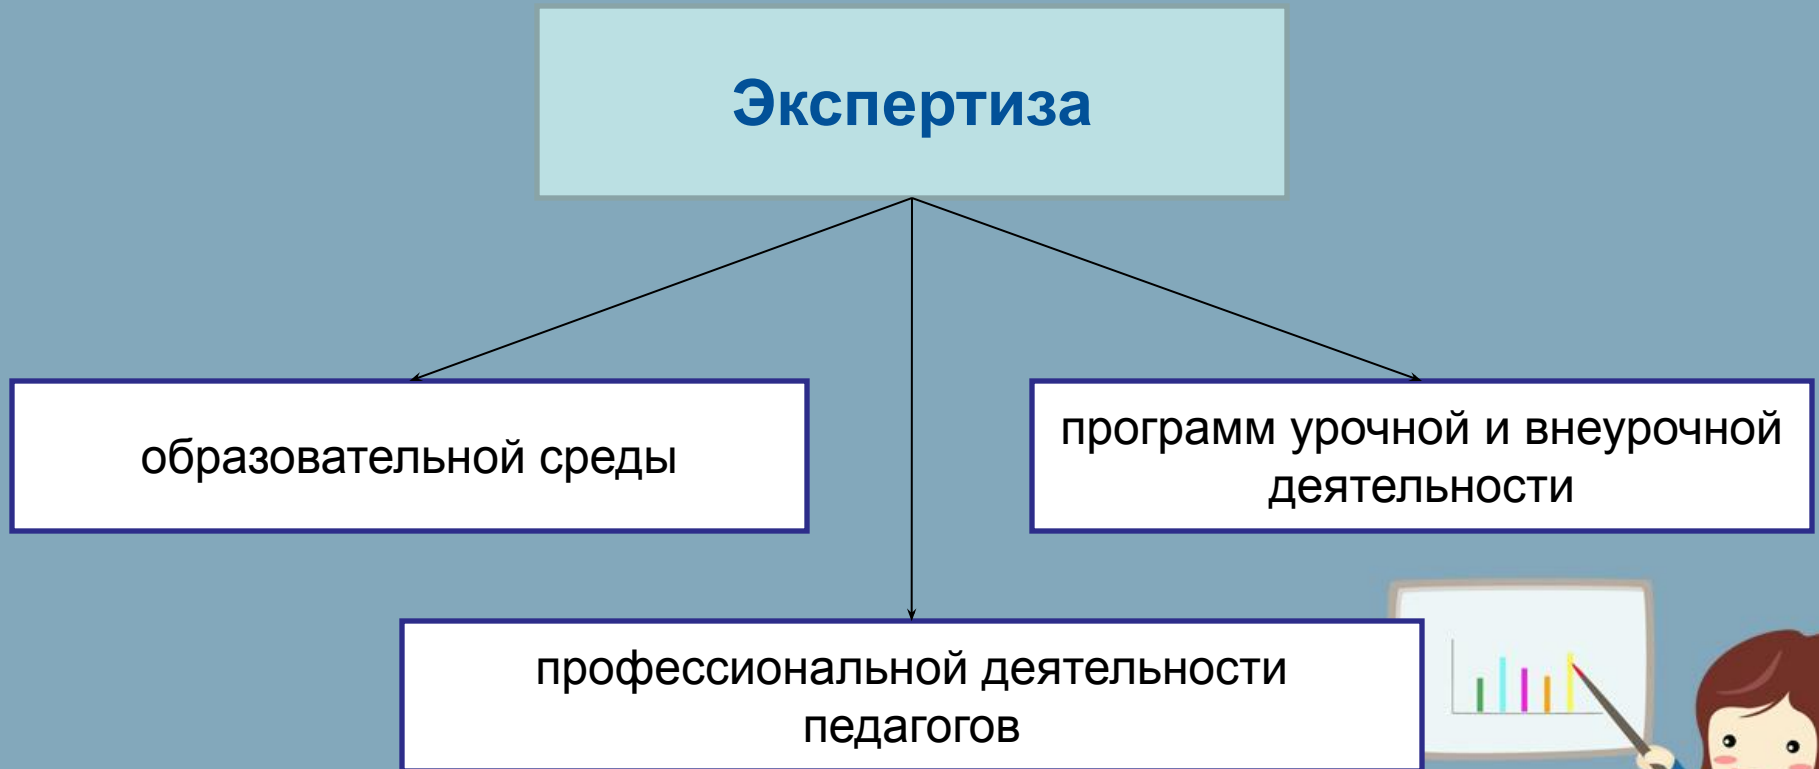 Экспертиза
образовательной среды
программ урочной и внеурочной
деятельности
профессиональной деятельности
педагогов